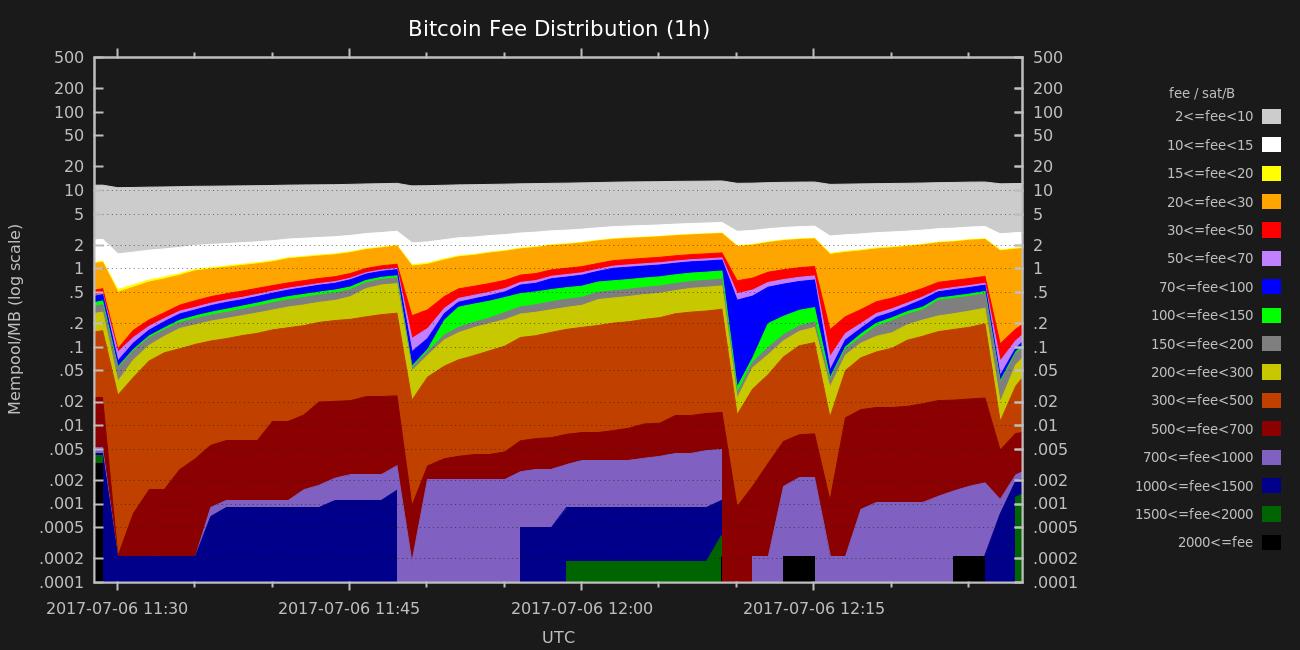 Bitcoin Fee Distribution (1h)
500
200
100
50
20
10
5
2
1
.5
.2
.1
.05
.02
.01
.005
.002
.001
.0005
.0002
.0001
Mempool/MB (log scale)
500
200
100
50
20
10
5
2
1
.5
.2
.1
.05
.02
.01
.005
.002
.001
.0005
.0002
.0001
2017-07-06 11:30
2017-07-06 11:45
2017-07-06 12:00
2017-07-06 12:15
UTC
fee / sat/B
2<=fee<10
10<=fee<15
15<=fee<20
20<=fee<30
30<=fee<50
50<=fee<70
70<=fee<100
100<=fee<150
150<=fee<200
200<=fee<300
300<=fee<500
500<=fee<700
700<=fee<1000
1000<=fee<1500
1500<=fee<2000
2000<=fee